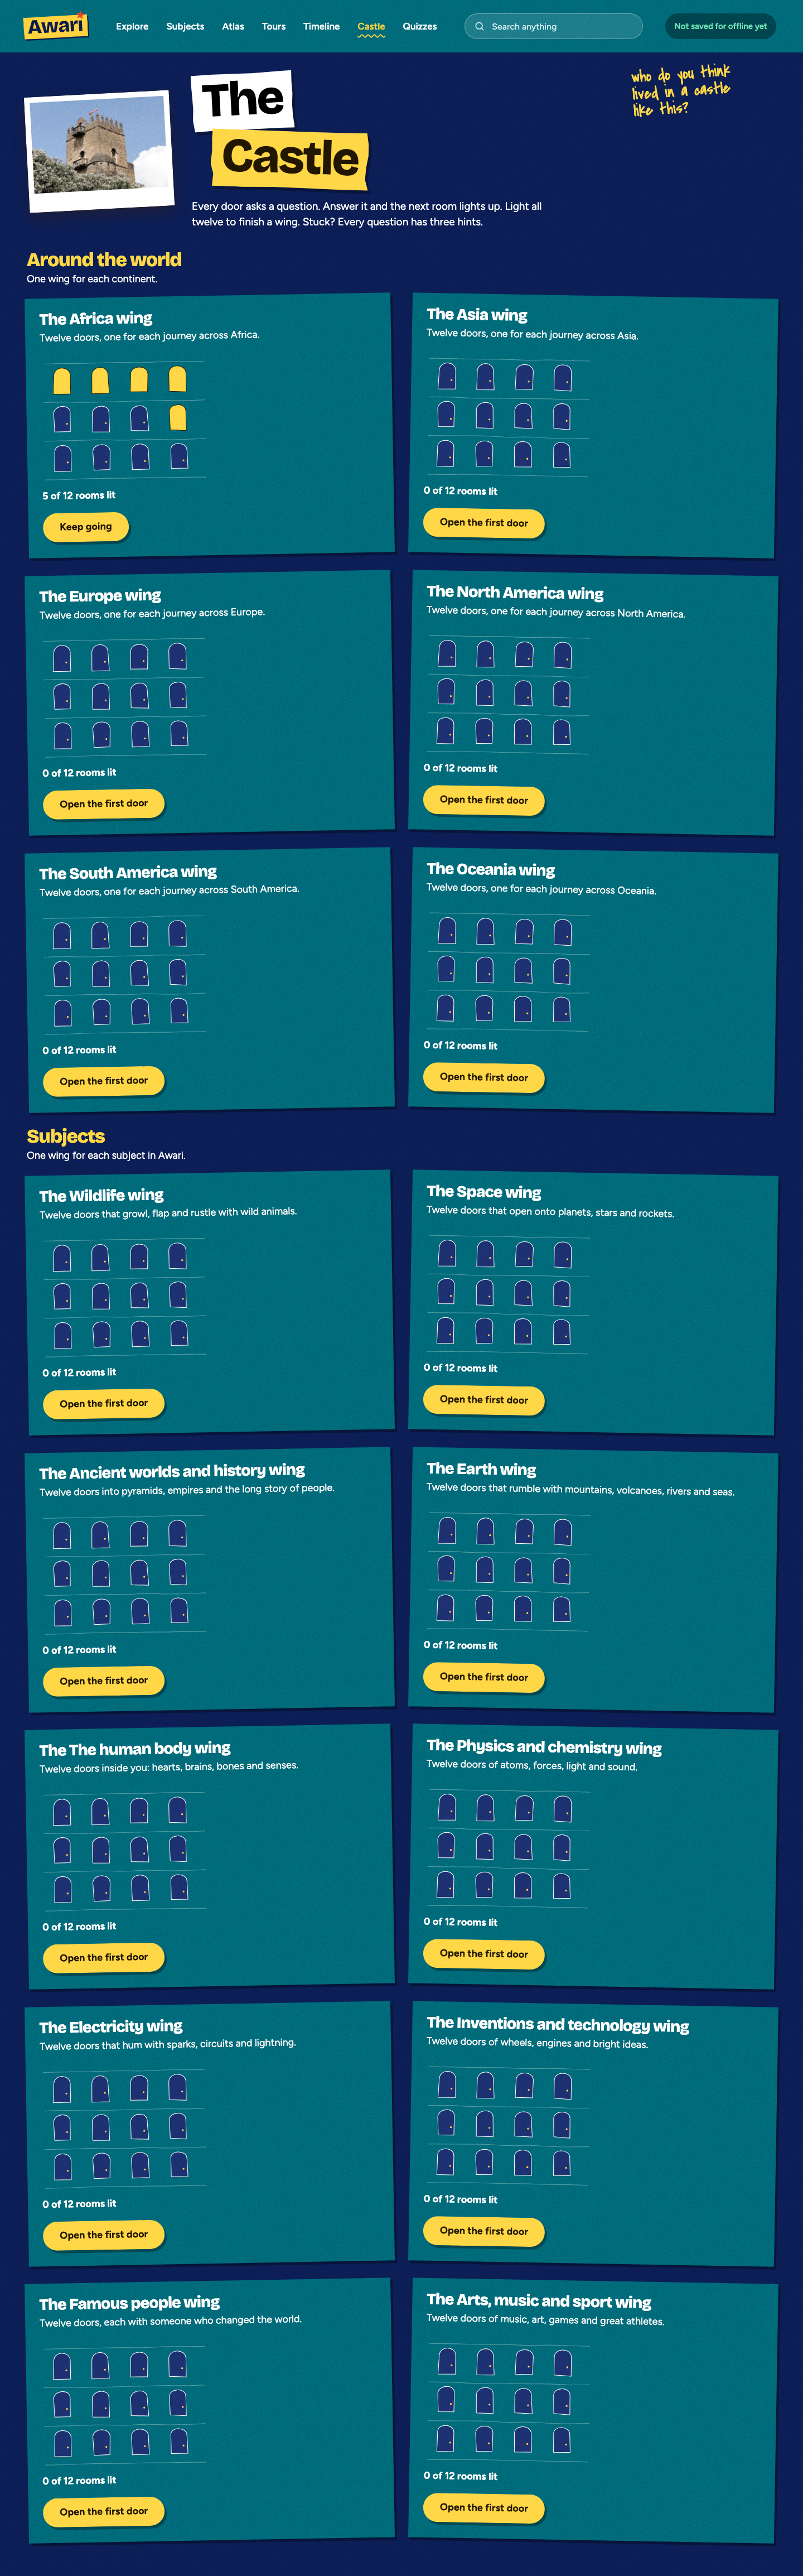 Awari
Explore
Subjects
Atlas
Tours
Timeline
Castle
Quizzes
Search anything
Not saved for offline yet
who do you think
lived in a castle
like this?
The
Castle
Every door asks a question. Answer it and the next room lights up. Light all
twelve to finish a wing. Stuck? Every question has three hints.
Around the world
One wing for each continent.
The Africa wing
Twelve doors, one for each journey across Africa.
5 of 12 rooms lit
Keep going
The Asia wing
Twelve doors, one for each journey across Asia.
0 of 12 rooms lit
Open the first door
The Europe wing
Twelve doors, one for each journey across Europe.
0 of 12 rooms lit
Open the first door
The North America wing
Twelve doors, one for each journey across North America.
0 of 12 rooms lit
Open the first door
The South America wing
Twelve doors, one for each journey across South America.
0 of 12 rooms lit
Open the first door
The Oceania wing
Twelve doors, one for each journey across Oceania.
0 of 12 rooms lit
Open the first door
Subjects
One wing for each subject in Awari.
The Wildlife wing
Twelve doors that growl, flap and rustle with wild animals.
0 of 12 rooms lit
Open the first door
The Space wing
Twelve doors that open onto planets, stars and rockets.
0 of 12 rooms lit
Open the first door
The Ancient worlds and history wing
Twelve doors into pyramids, empires and the long story of people.
0 of 12 rooms lit
Open the first door
The Earth wing
Twelve doors that rumble with mountains, volcanoes, rivers and seas.
0 of 12 rooms lit
Open the first door
The The human body wing
Twelve doors inside you: hearts, brains, bones and senses.
0 of 12 rooms lit
Open the first door
The Physics and chemistry wing
Twelve doors of atoms, forces, light and sound.
0 of 12 rooms lit
Open the first door
The Electricity wing
Twelve doors that hum with sparks, circuits and lightning.
0 of 12 rooms lit
Open the first door
The Inventions and technology wing
Twelve doors of wheels, engines and bright ideas.
0 of 12 rooms lit
Open the first door
The Famous people wing
Twelve doors, each with someone who changed the world.
0 of 12 rooms lit
Open the first door
The Arts, music and sport wing
Twelve doors of music, art, games and great athletes.
0 of 12 rooms lit
Open the first door